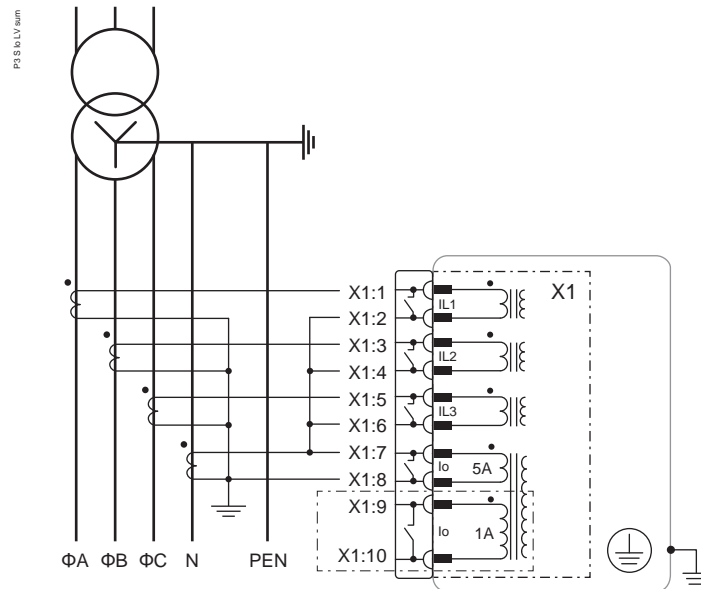 P3 S Io LV sum
X1:1
IL1
X1
X1:2
X1:3
IL2
X1:4
X1:5
IL3
X1:6
X1:7
Io 5A
X1:8
X1:9
Io 1A
X1:10
ΦA ΦB ΦC N PEN